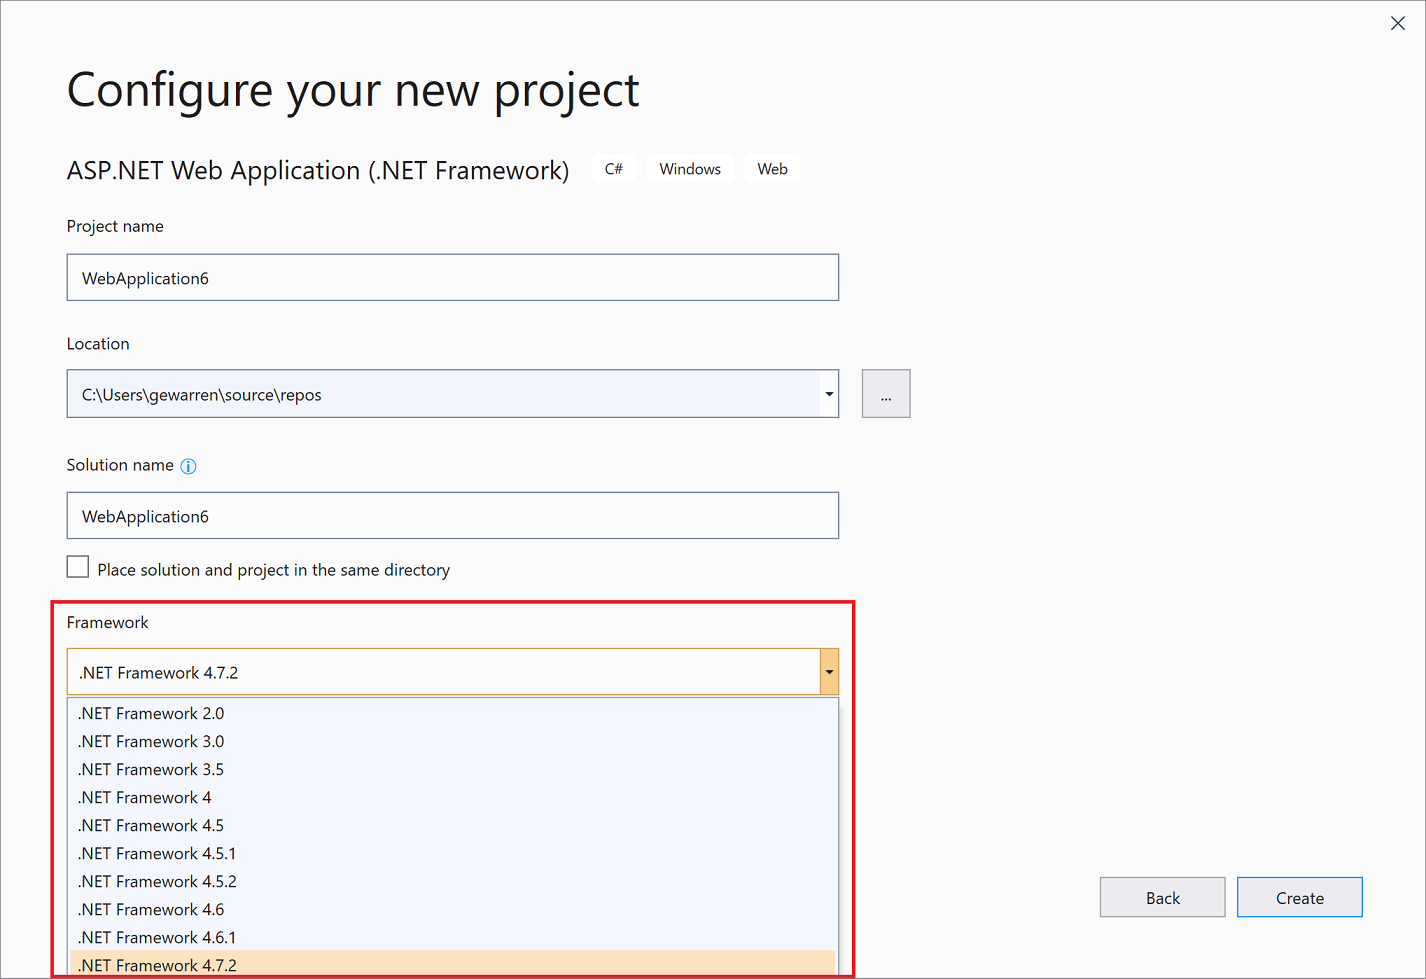 Configure your new project
ASP.NET Web Application (.NET Framework) C# Windows Web
Project name
WebApplication6
Location
C:\Users\gewarren\source\repos
...
Solution name
WebApplication6
Place solution and project in the same directory
Framework
.NET Framework 4.7.2
.NET Framework 2.0
.NET Framework 3.0
.NET Framework 3.5
.NET Framework 4
.NET Framework 4.5
.NET Framework 4.5.1
.NET Framework 4.5.2
.NET Framework 4.6
.NET Framework 4.6.1
.NET Framework 4.7.2
Back Create